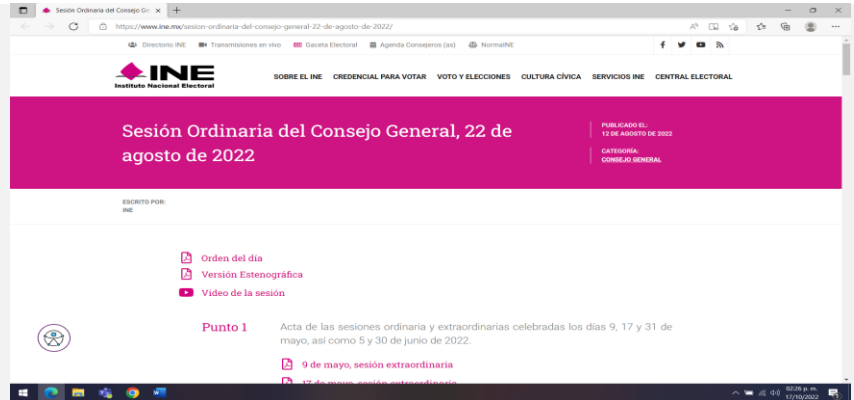 Sesión Ordinaria del Consejo Ge
https://www.ine.mx/sesion-ordinaria-del-consejo-general-22-de-agosto-de-2022/
Directorio INE Transmisiones en vivo Gaceta Electoral Agenda Consejeros (as) NormaINE
INE
Instituto Nacional Electoral
SOBRE EL INE CREDENCIAL PARA VOTAR VOTO Y ELECCIONES CULTURA CÍVICA SERVICIOS INE CENTRAL ELECTORAL
Sesión Ordinaria del Consejo General, 22 de
agosto de 2022
PUBLICADO EL:
12 DE AGOSTO DE 2022
CATEGORÍA:
CONSEJO GENERAL
ESCRITO POR:
INE
Orden del día
Versión Estenográfica
Video de la sesión
Punto 1 Acta de las sesiones ordinaria y extraordinarias celebradas los días 9, 17 y 31 de
mayo, así como 5 y 30 de junio de 2022.
9 de mayo, sesión extraordinaria
17 de mayo, sesión extraordinaria
02:26 p. m.
17/10/2022